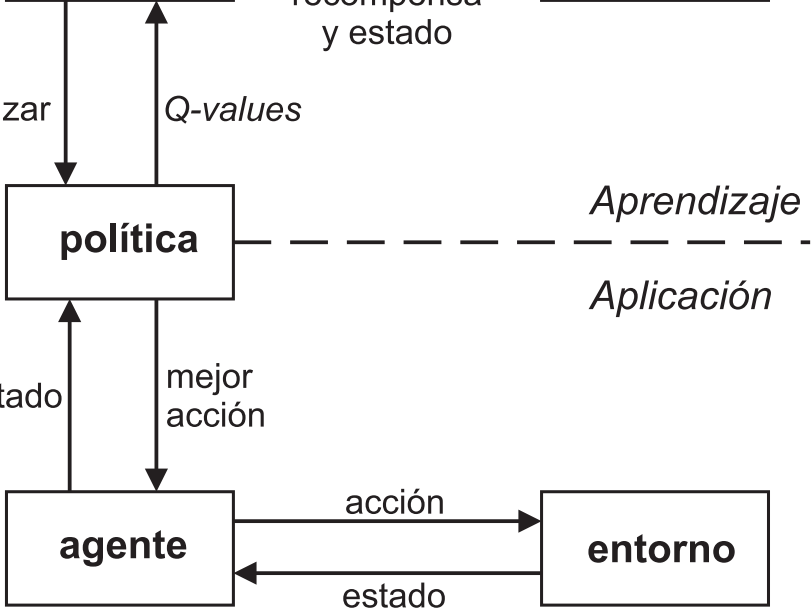 y estado
zar
Q-values
Aprendizaje
política
Aplicación
mejor
tado
acción
acción
agente
entorno
estado